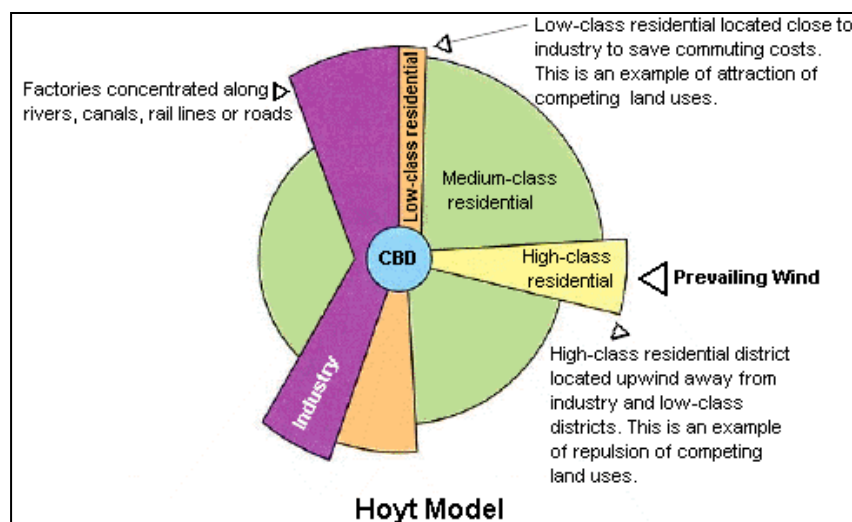 Low-class residential located close to
industry to save commuting costs.
This is an example of attraction of
competing land uses.
Factories concentrated along
rivers, canals, rail lines or roads
Low-class residential
Medium-class
residential
CBD
High-class
residential
Prevailing Wind
High-class residential district
located upwind away from
industry and low-class
districts. This is an example
of repulsion of competing
land uses.
Industry
Hoyt Model